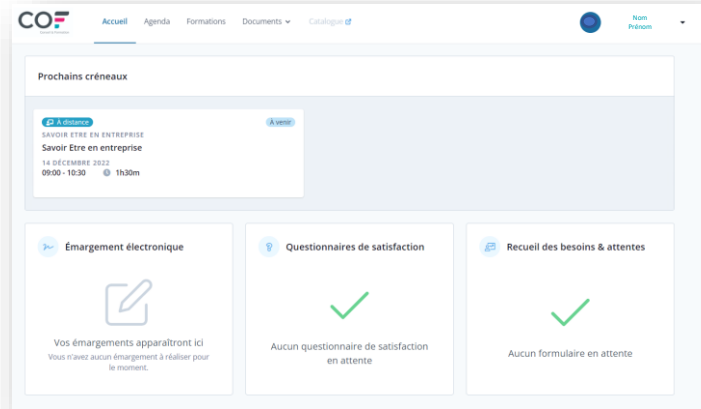 COF
Accueil
Agenda
Formations
Documents
Catalogue
Nom
Prénom
Prochains créneaux
A distance
À venir
SAVOIR ETRE EN ENTREPRISE
Savoir Etre en entreprise
14 DÉCEMBRE 2022
09:00 - 10:30 1h30m
Émargement électronique
Vos émargements apparaîtront ici
Vous n'avez aucun émargement à réaliser pour
le moment.
Questionnaires de satisfaction
Aucun questionnaire de satisfaction
en attente
Recueil des besoins & attentes
Aucun formulaire en attente